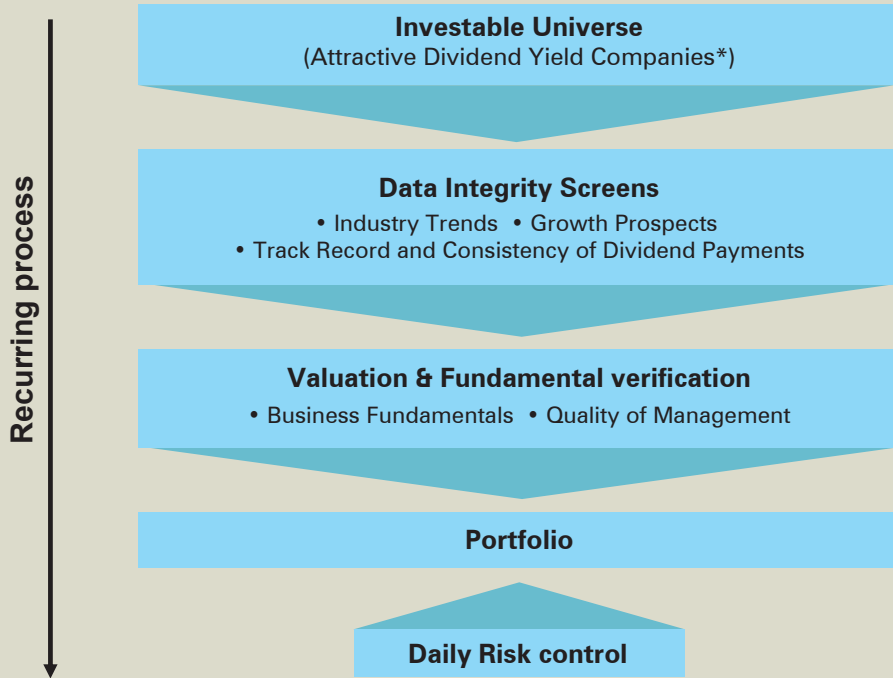 Investable Universe
(Attractive Dividend Yield Companies*)
Data Integrity Screens
• Industry Trends • Growth Prospects
• Track Record and Consistency of Dividend Payments
Recurring process
Valuation & Fundamental verification
• Business Fundamentals • Quality of Management
Portfolio
Daily Risk control